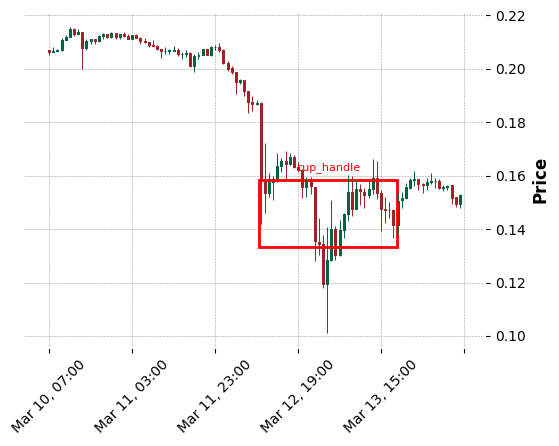 0.22
0.20
0.18
cup_handle
0.16
0.14
0.12
0.10
Price
Mar 10, 07:00
Mar 11, 03:00
Mar 11, 23:00
Mar 12, 19:00
Mar 13, 15:00